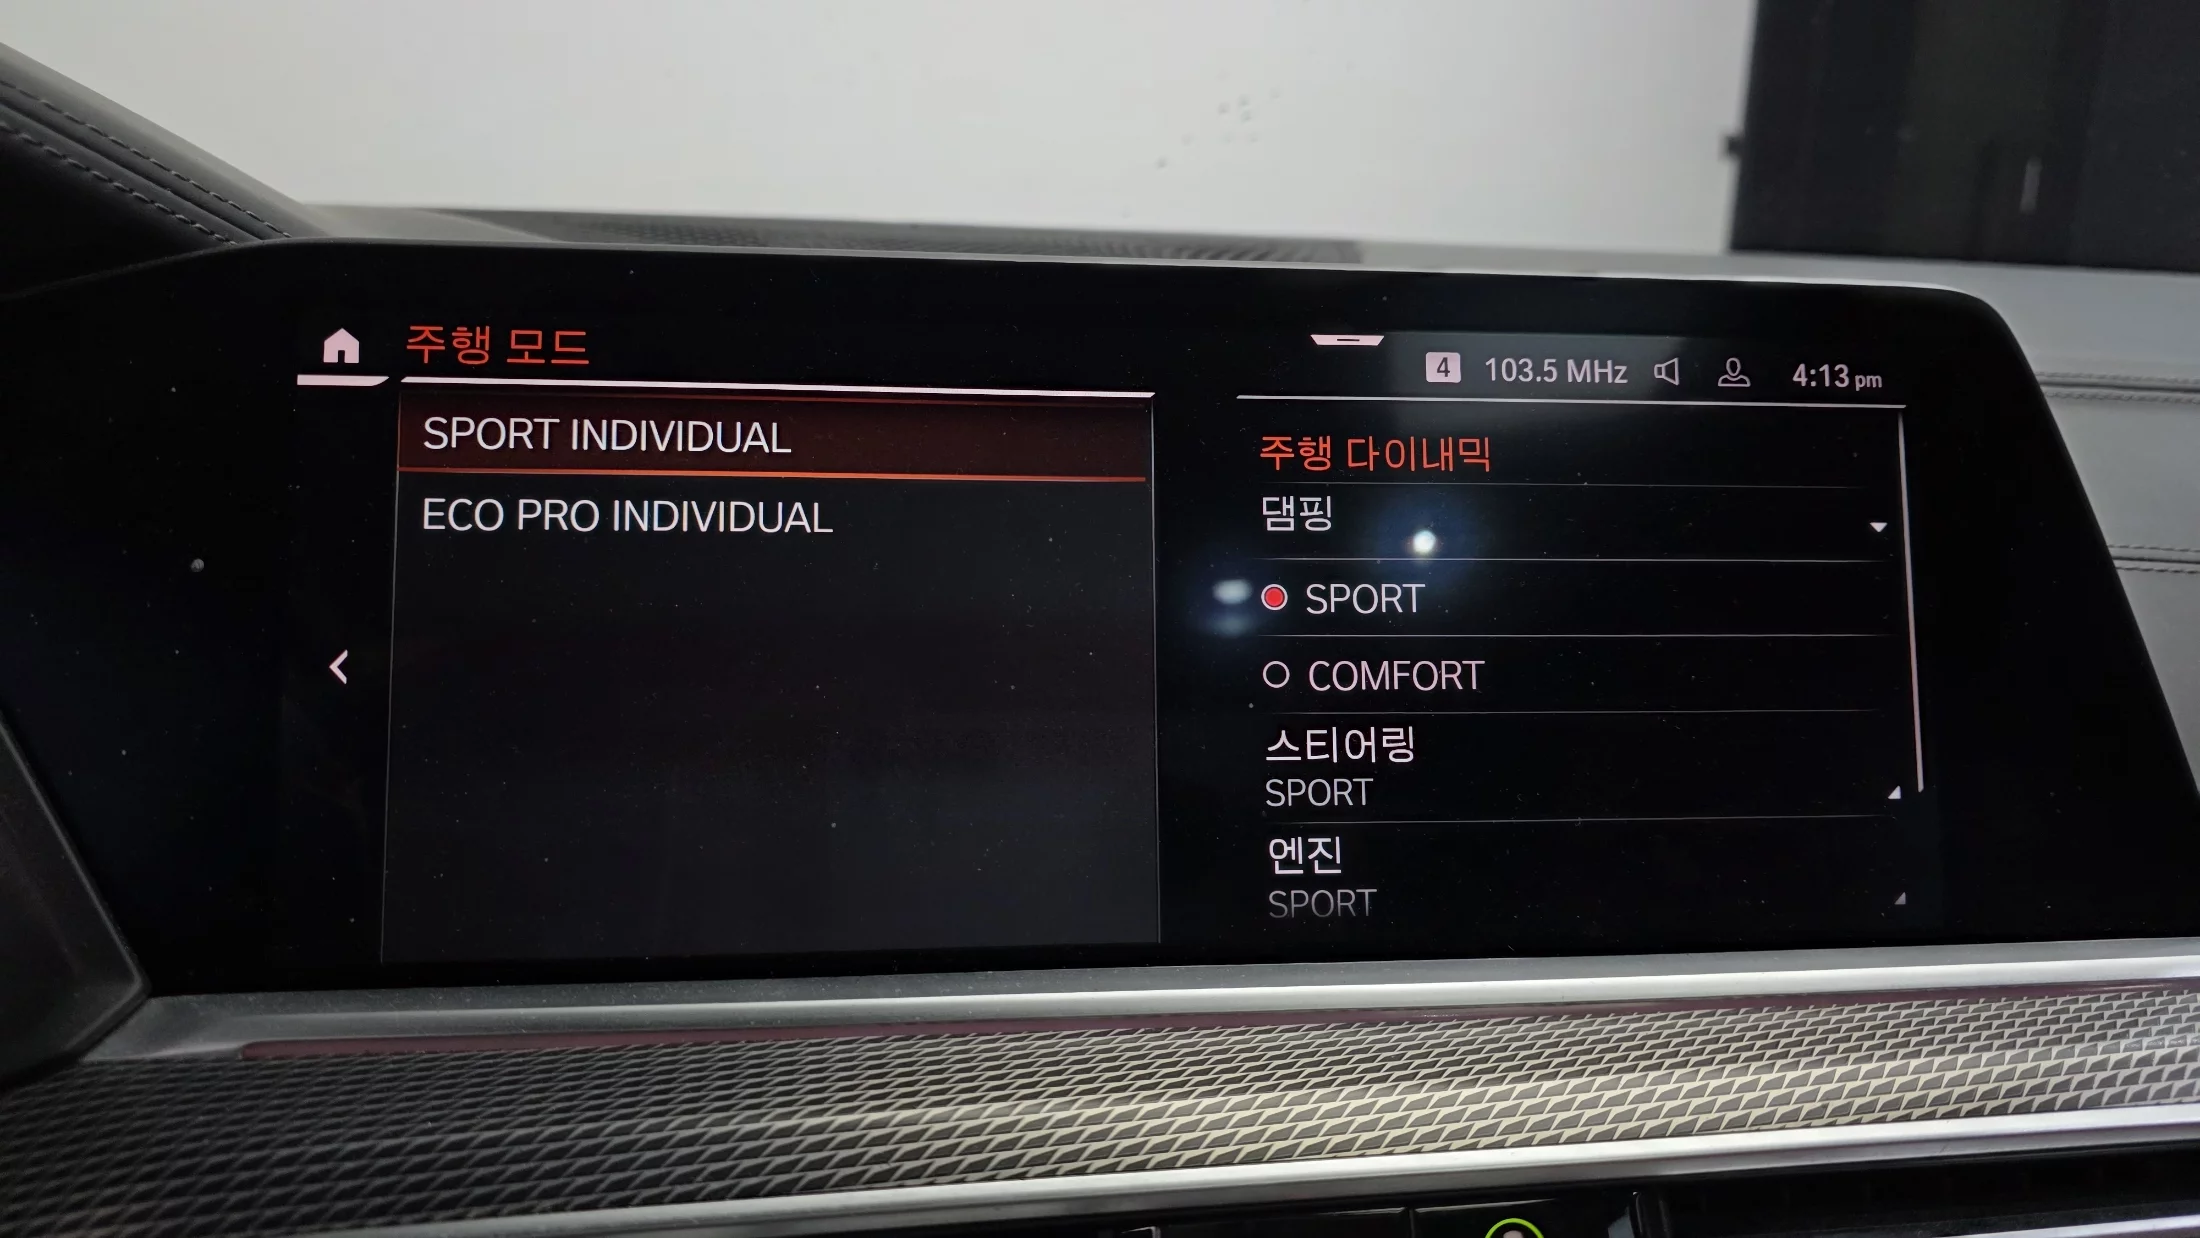 주행 모드
4 103.5 MHz 4:13 pm
SPORT INDIVIDUAL
ECO PRO INDIVIDUAL
주행 다이내믹
댐핑
SPORT
COMFORT
스티어링
SPORT
엔진
SPORT